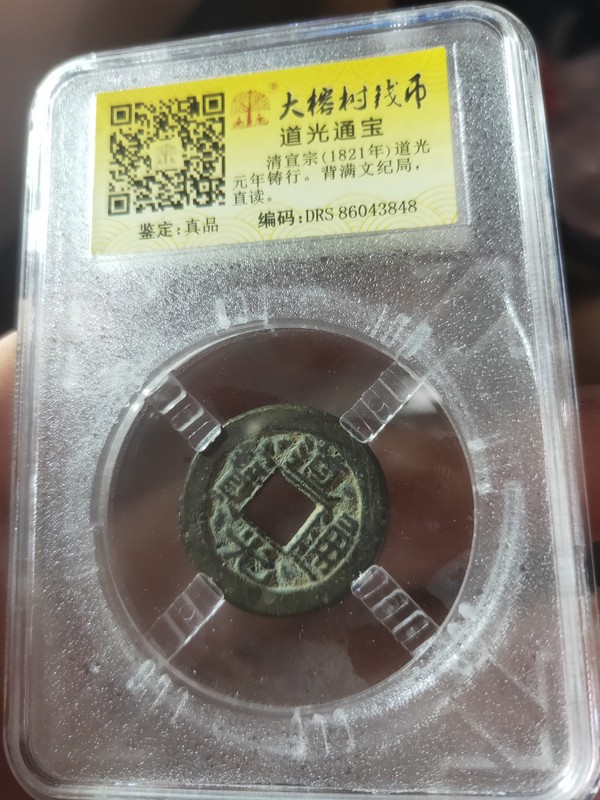 大榕树钱币
®
道光通宝
清宣宗(1821年)道光
元年铸行。背满文纪局，
直读。
鉴定:真品
编码:DRS 86043848